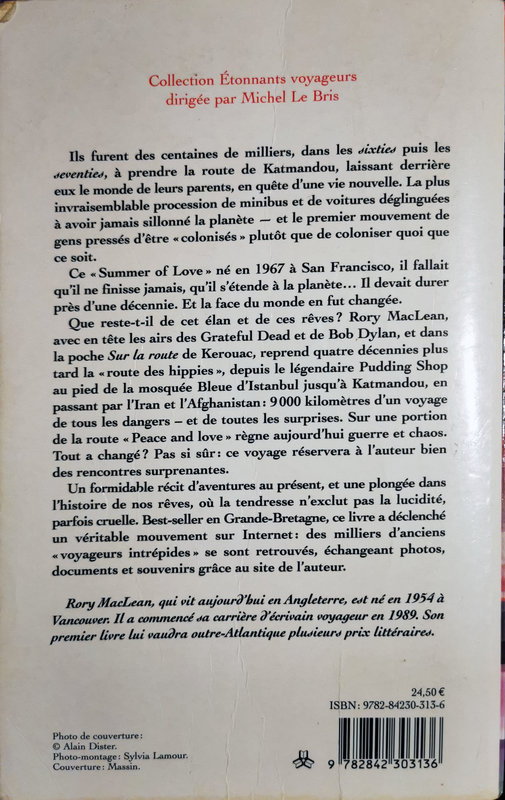 Collection Étonnants voyageurs
dirigée par Michel Le Bris
Ils furent des centaines de milliers, dans les sixties puis les
seventies, à prendre la route de Katmandou, laissant derrière
eux le monde de leurs parents, en quête d'une vie nouvelle. La plus
invraisemblable procession de minibus et de voitures déglinguées
à avoir jamais sillonné la planète — et le premier mouvement de
gens pressés d'être « colonisés » plutôt que de coloniser quoi que
ce soit.
Ce « Summer of Love » né en 1967 à San Francisco, il fallait
qu'il ne finisse jamais, qu'il s'étende à la planète... Il devait durer
près d'une décennie. Et la face du monde en fut changée.
Que reste-t-il de cet élan et de ces rêves ? Rory MacLean,
avec en tête les airs des Grateful Dead et de Bob Dylan, et dans
la poche Sur la route de Kerouac, reprend quatre décennies plus
tard la « route des hippies », depuis le légendaire Pudding Shop
au pied de la mosquée Bleue d'Istanbul jusqu'à Katmandou, en
passant par l'Iran et l'Afghanistan : 9 000 kilomètres d'un voyage
de tous les dangers – et de toutes les surprises. Sur une portion
de la route « Peace and love » règne aujourd'hui guerre et chaos.
Tout a changé ? Pas si sûr : ce voyage réservera à l'auteur bien
des rencontres surprenantes.
Un formidable récit d'aventures au présent, et une plongée dans
l'histoire de nos rêves, où la tendresse n'exclut pas la lucidité,
parfois cruelle. Best-seller en Grande-Bretagne, ce livre a déclenché
un véritable mouvement sur Internet : des milliers d'anciens
« voyageurs intrépides » se sont retrouvés, échangeant photos,
documents et souvenirs grâce au site de l'auteur.
Rory MacLean, qui vit aujourd'hui en Angleterre, est né en 1954 à
Vancouver. Il a commencé sa carrière d'écrivain voyageur en 1989. Son
premier livre lui vaudra outre-Atlantique plusieurs prix littéraires.
24,50 €
ISBN : 9782-84230-313-6
Photo de couverture :
© Alain Dister.
Photo-montage : Sylvia Lamour.
Couverture : Massin.
9 782842 303136